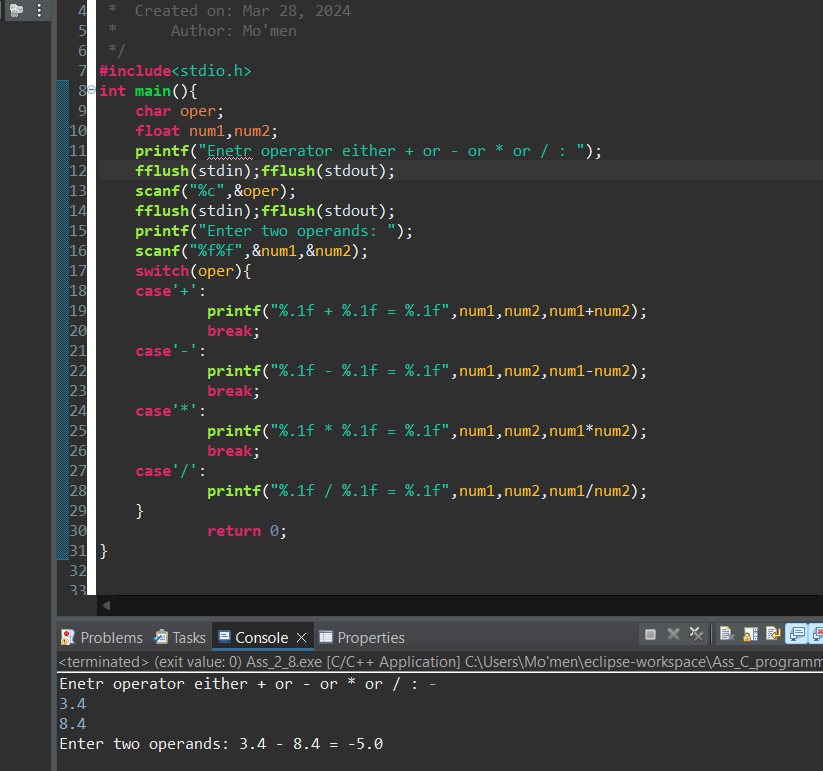 4 *  Created on: Mar 28, 2024
5 *      Author: Mo'men
6 */
7 #include<stdio.h>
8 int main(){
9     char oper;
10     float num1,num2;
11     printf("Enetr operator either + or - or * or / : ");
12     fflush(stdin);fflush(stdout);
13     scanf("%c",&oper);
14     fflush(stdin);fflush(stdout);
15     printf("Enter two operands: ");
16     scanf("%f%f",&num1,&num2);
17     switch(oper){
18     case'+':
19             printf("%.1f + %.1f = %.1f",num1,num2,num1+num2);
20             break;
21     case'-':
22             printf("%.1f - %.1f = %.1f",num1,num2,num1-num2);
23             break;
24     case'*':
25             printf("%.1f * %.1f = %.1f",num1,num2,num1*num2);
26             break;
27     case'/':
28             printf("%.1f / %.1f = %.1f",num1,num2,num1/num2);
29     }
30             return 0;
31 }
32
33
Problems Tasks Console Properties
<terminated> (exit value: 0) Ass_2_8.exe [C/C++ Application] C:\Users\Mo'men\eclipse-workspace\Ass_C_programm
Enetr operator either + or - or * or / : -
3.4
8.4
Enter two operands: 3.4 - 8.4 = -5.0